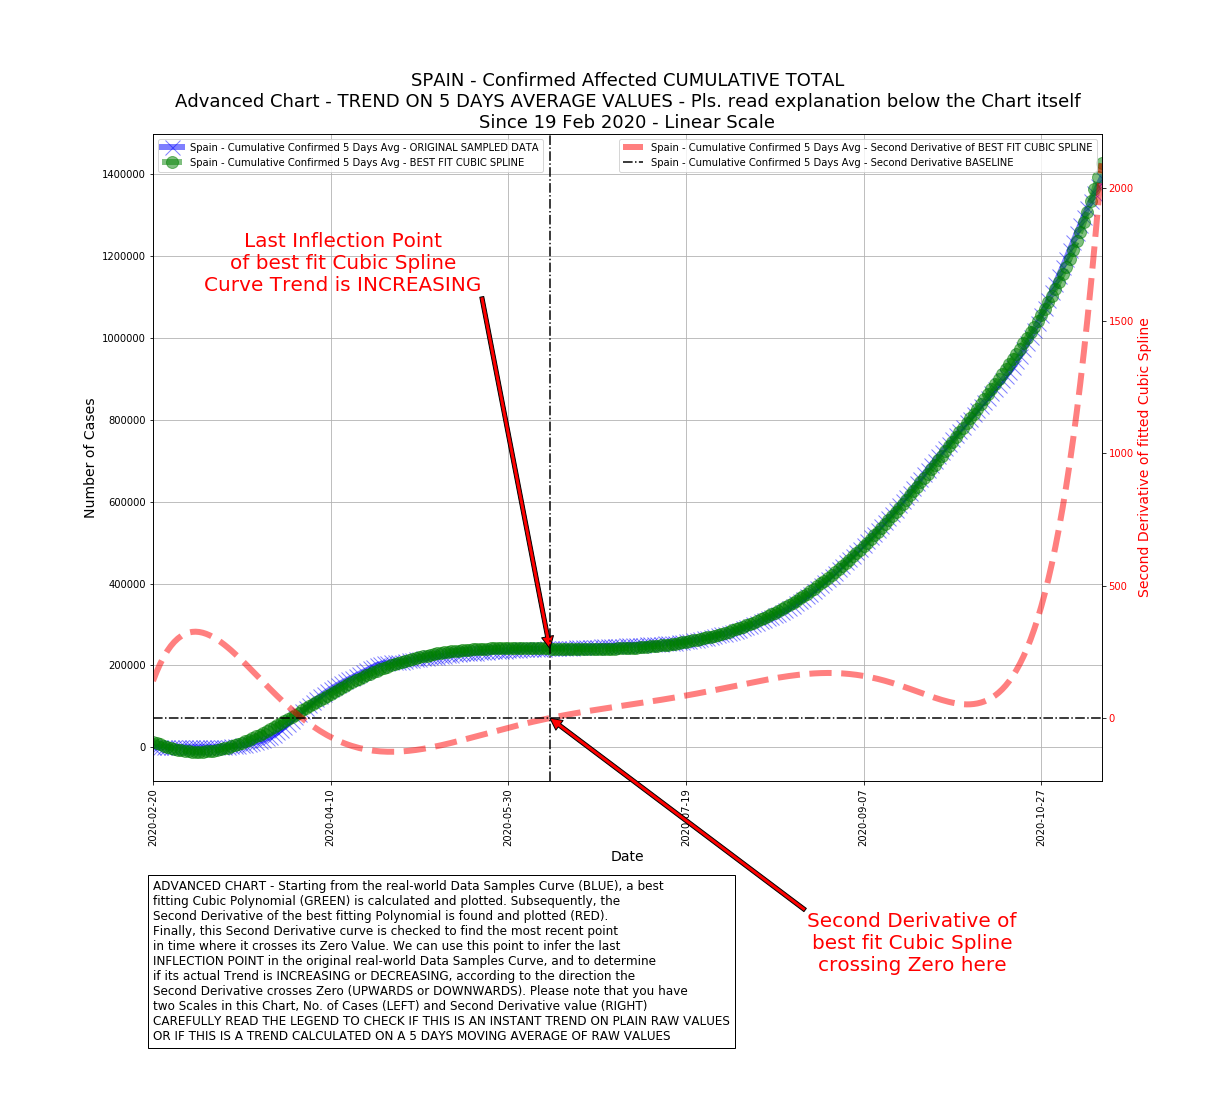 SPAIN - Confirmed Affected CUMULATIVE TOTAL
Advanced Chart - TREND ON 5 DAYS AVERAGE VALUES - Pls. read explanation below the Chart itself
Since 19 Feb 2020 - Linear Scale
Spain - Cumulative Confirmed 5 Days Avg - ORIGINAL SAMPLED DATA
Spain - Cumulative Confirmed 5 Days Avg - BEST FIT CUBIC SPLINE
Spain - Cumulative Confirmed 5 Days Avg - Second Derivative of BEST FIT CUBIC SPLINE
Spain - Cumulative Confirmed 5 Days Avg - Second Derivative BASELINE
Last Inflection Point
of best fit Cubic Spline
Curve Trend is INCREASING
Number of Cases
1400000
1200000
1000000
800000
600000
400000
200000
0
2000
1500
1000
500
0
Second Derivative of fitted Cubic Spline
2020-02-20
2020-04-10
2020-05-30
2020-07-19
2020-09-07
2020-10-27
Date
ADVANCED CHART - Starting from the real-world Data Samples Curve (BLUE), a best
fitting Cubic Polynomial (GREEN) is calculated and plotted. Subsequently, the
Second Derivative of the best fitting Polynomial is found and plotted (RED).
Finally, this Second Derivative curve is checked to find the most recent point
in time where it crosses its Zero Value. We can use this point to infer the last
INFLECTION POINT in the original real-world Data Samples Curve, and to determine
if its actual Trend is INCREASING or DECREASING, according to the direction the
Second Derivative crosses Zero (UPWARDS or DOWNWARDS). Please note that you have
two Scales in this Chart, No. of Cases (LEFT) and Second Derivative value (RIGHT)
CAREFULLY READ THE LEGEND TO CHECK IF THIS IS AN INSTANT TREND ON PLAIN RAW VALUES
OR IF THIS IS A TREND CALCULATED ON A 5 DAYS MOVING AVERAGE OF RAW VALUES
Second Derivative of
best fit Cubic Spline
crossing Zero here